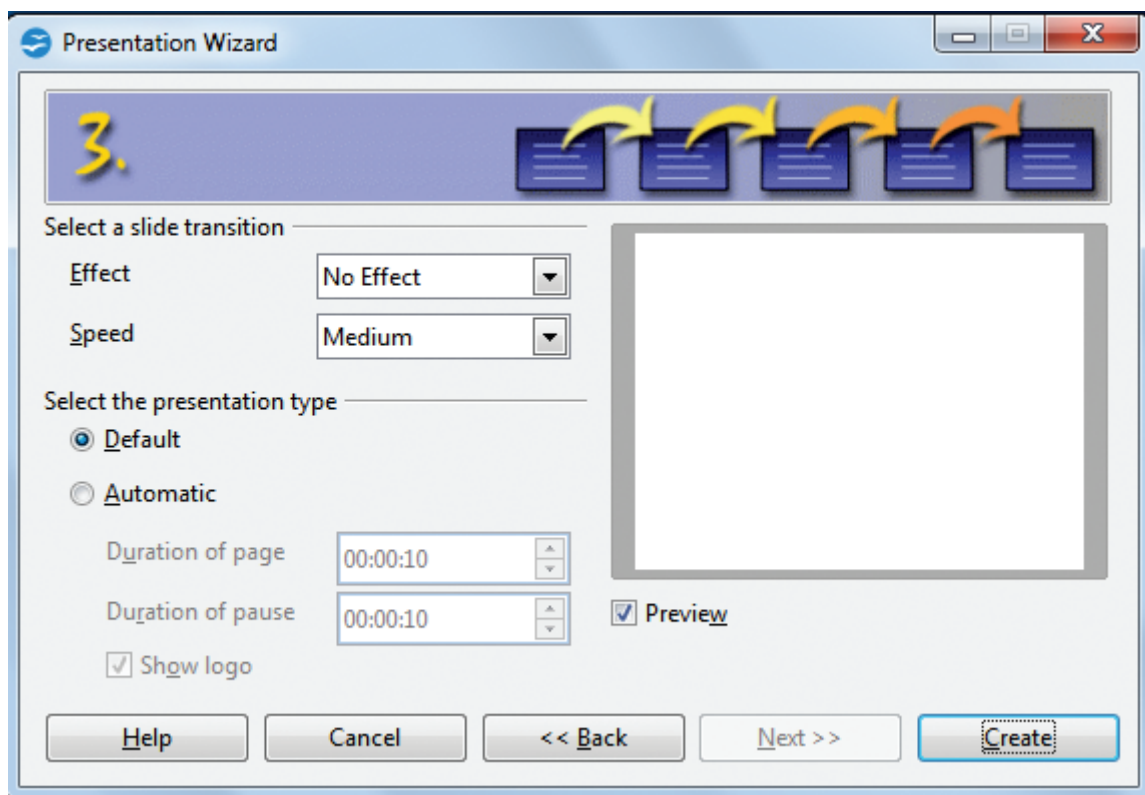 Presentation Wizard
3.
Select a slide transition
Effect No Effect
Speed Medium
Select the presentation type
Default
Automatic
Duration of page 00:00:10
Duration of pause 00:00:10
Show logo
Preview
Help Cancel << Back Next >> Create